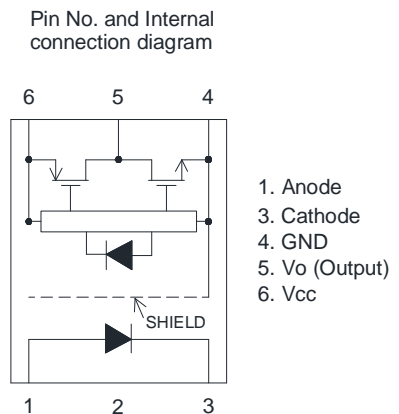 Pin No. and Internal
connection diagram
6 5 4
SHIELD
1 2 3
1. Anode
3. Cathode
4. GND
5. Vo (Output)
6. Vcc